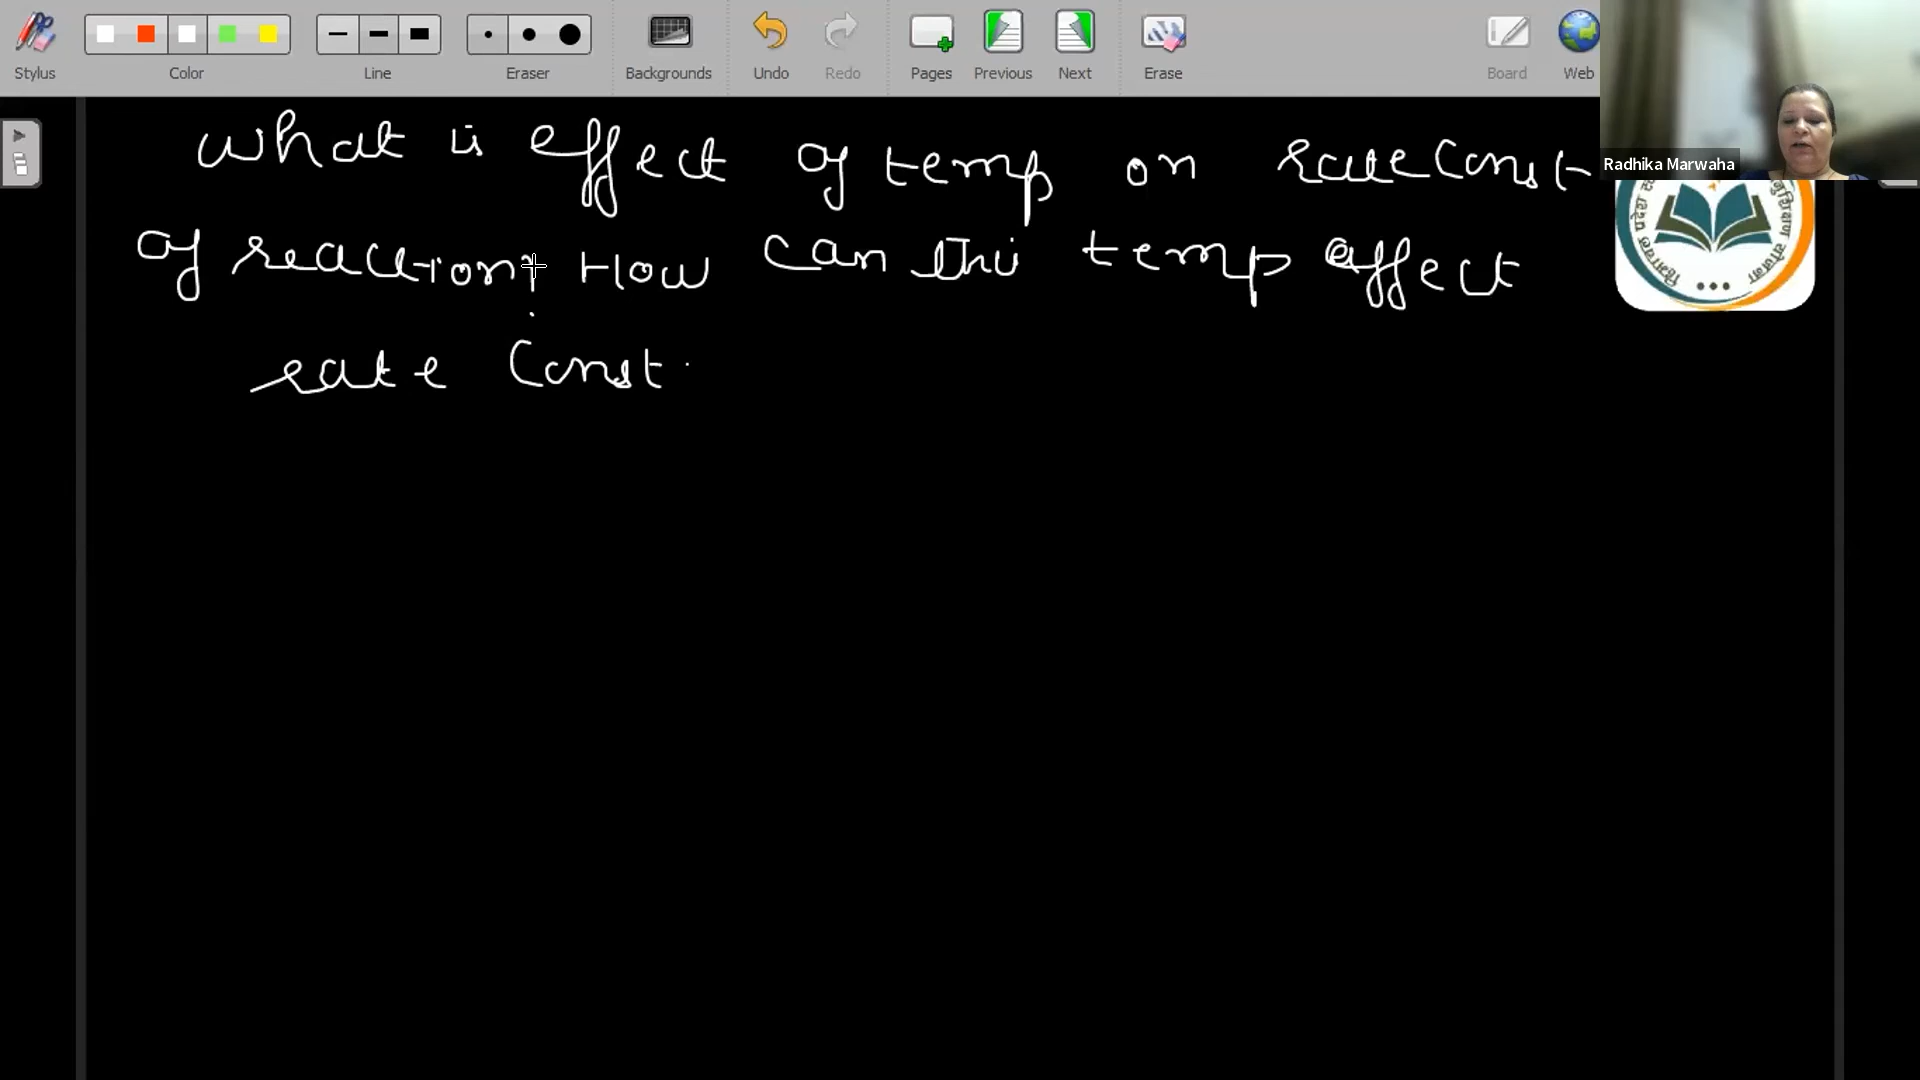 Stylus Color Line Eraser Backgrounds Undo Redo Pages Previous Next Erase Board Web
Radhika Marwaha
What is effect of temp on rate Const
of reaction? How can this temp affect
rate Const.